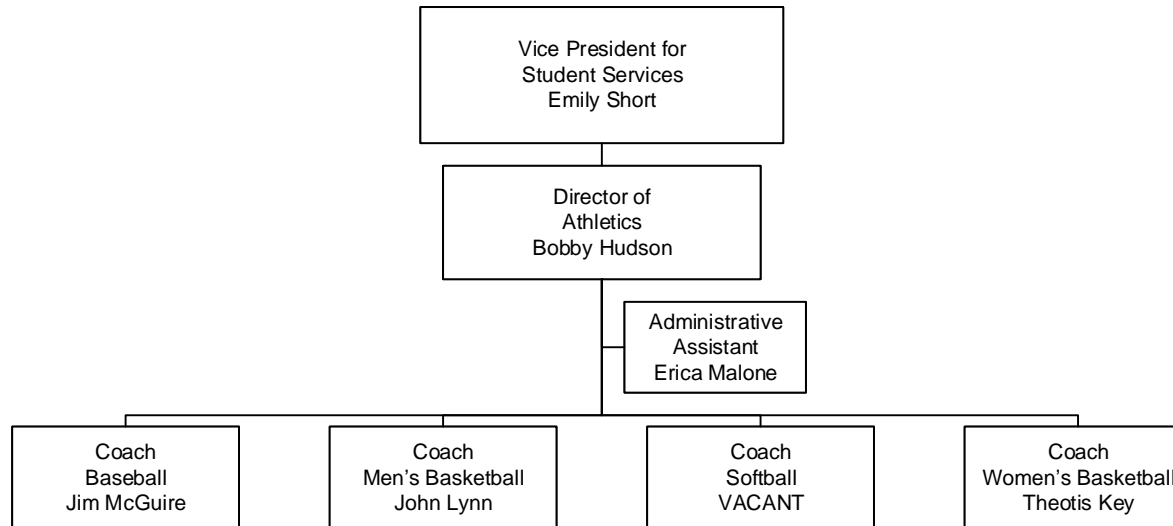 Vice President for
Student Services
Emily Short
Director of
Athletics
Bobby Hudson
Administrative
Assistant
Erica Malone
Coach
Baseball
Jim McGuire
Coach
Men’s Basketball
John Lynn
Coach
Softball
VACANT
Coach
Women’s Basketball
Theotis Key